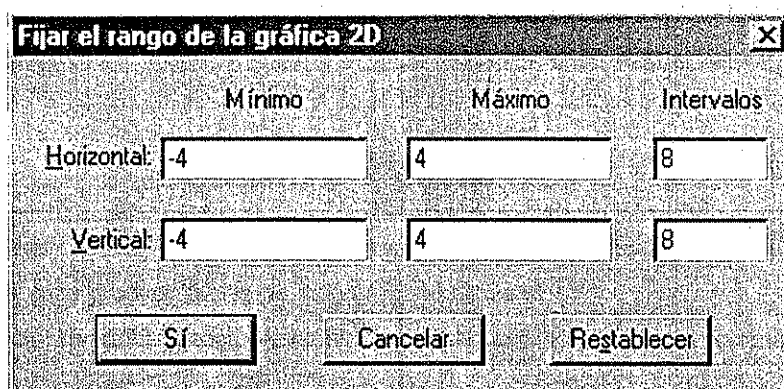 Fijar el rango de la gráfica 2D
Mínimo Máximo Intervalos
Horizontal: -4 4 8
Vertical: -4 4 8
Sí Cancelar Restablecer